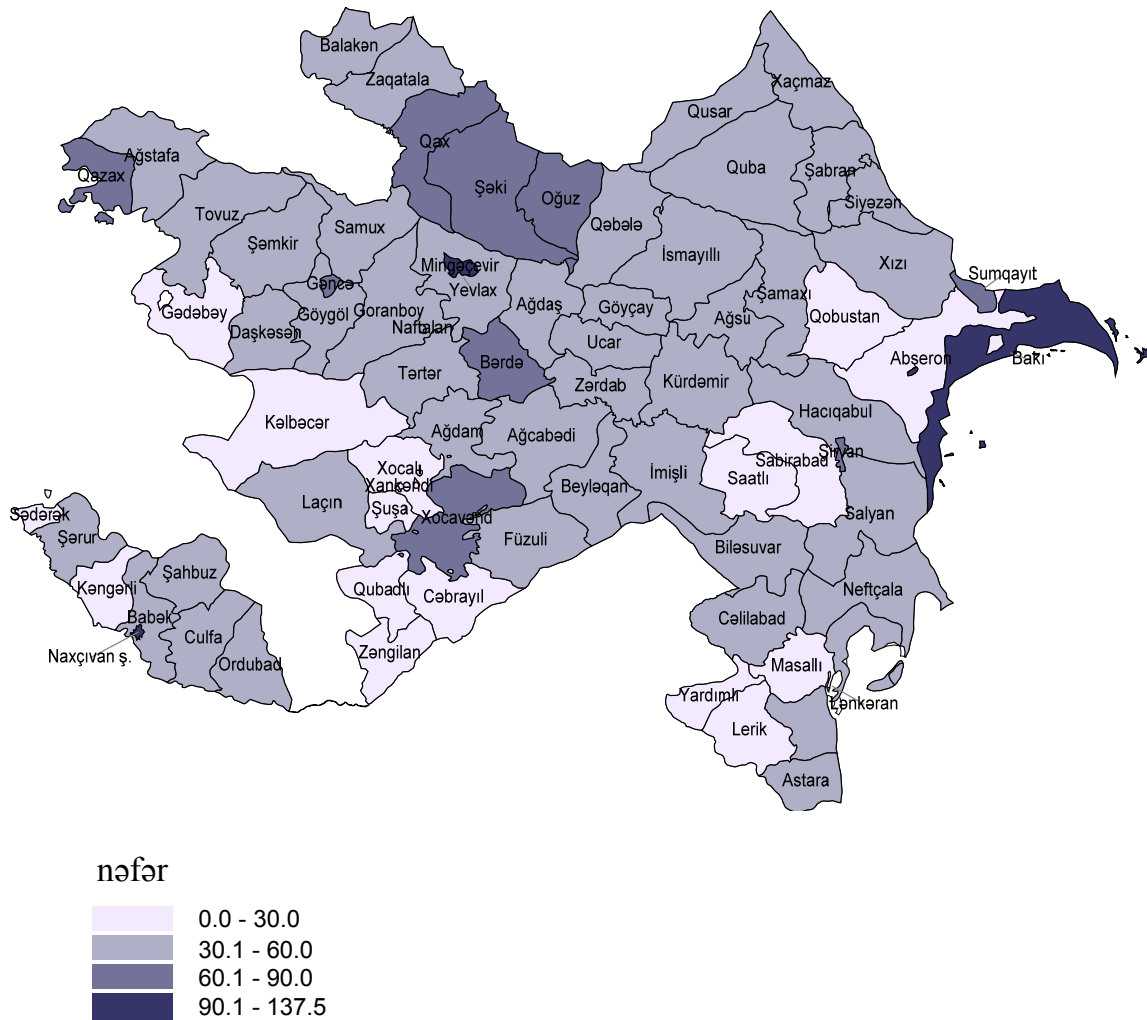 Balakən
Zaqatala
Xaçmaz
Qusar
Qax
Ağstafa
Quba
Şabran
Qazax
Şəki
Oğuz
Siyəzən
Tovuz
Samux
Qəbələ
Şəmkir
İsmayıllı
Xızı
Mingəçevir
Sumqayıt
Gəncə
Yevlax
Şamaxı
Ağdaş
Göyçay
Gədəbəy
Göygöl
Goranboy
Qobustan
Ağsu
Daşkəsən
Naftalan
Ucar
Abşeron
Bakı
Bərdə
Tərtər
Zərdab
Kürdəmir
Hacıqabul
Kəlbəcər
Ağdam
Ağcabədi
Şirvan
Xocalı
Sabirabad
İmişli
Saatlı
Xankəndi
Beyləqan
Laçın
Şuşa
Sədərək
Xocavənd
Salyan
Şərur
Füzuli
Biləsuvar
Şahbuz
Kəngərli
Qubadlı
Cəbrayıl
Neftçala
Babək
Cəlilabad
Culfa
Naxçıvan ş.
Zəngilan
Ordubad
Masallı
Yardımlı
Lənkəran
Lerik
Astara
nəfər
0.0 - 30.0
30.1 - 60.0
60.1 - 90.0
90.1 - 137.5